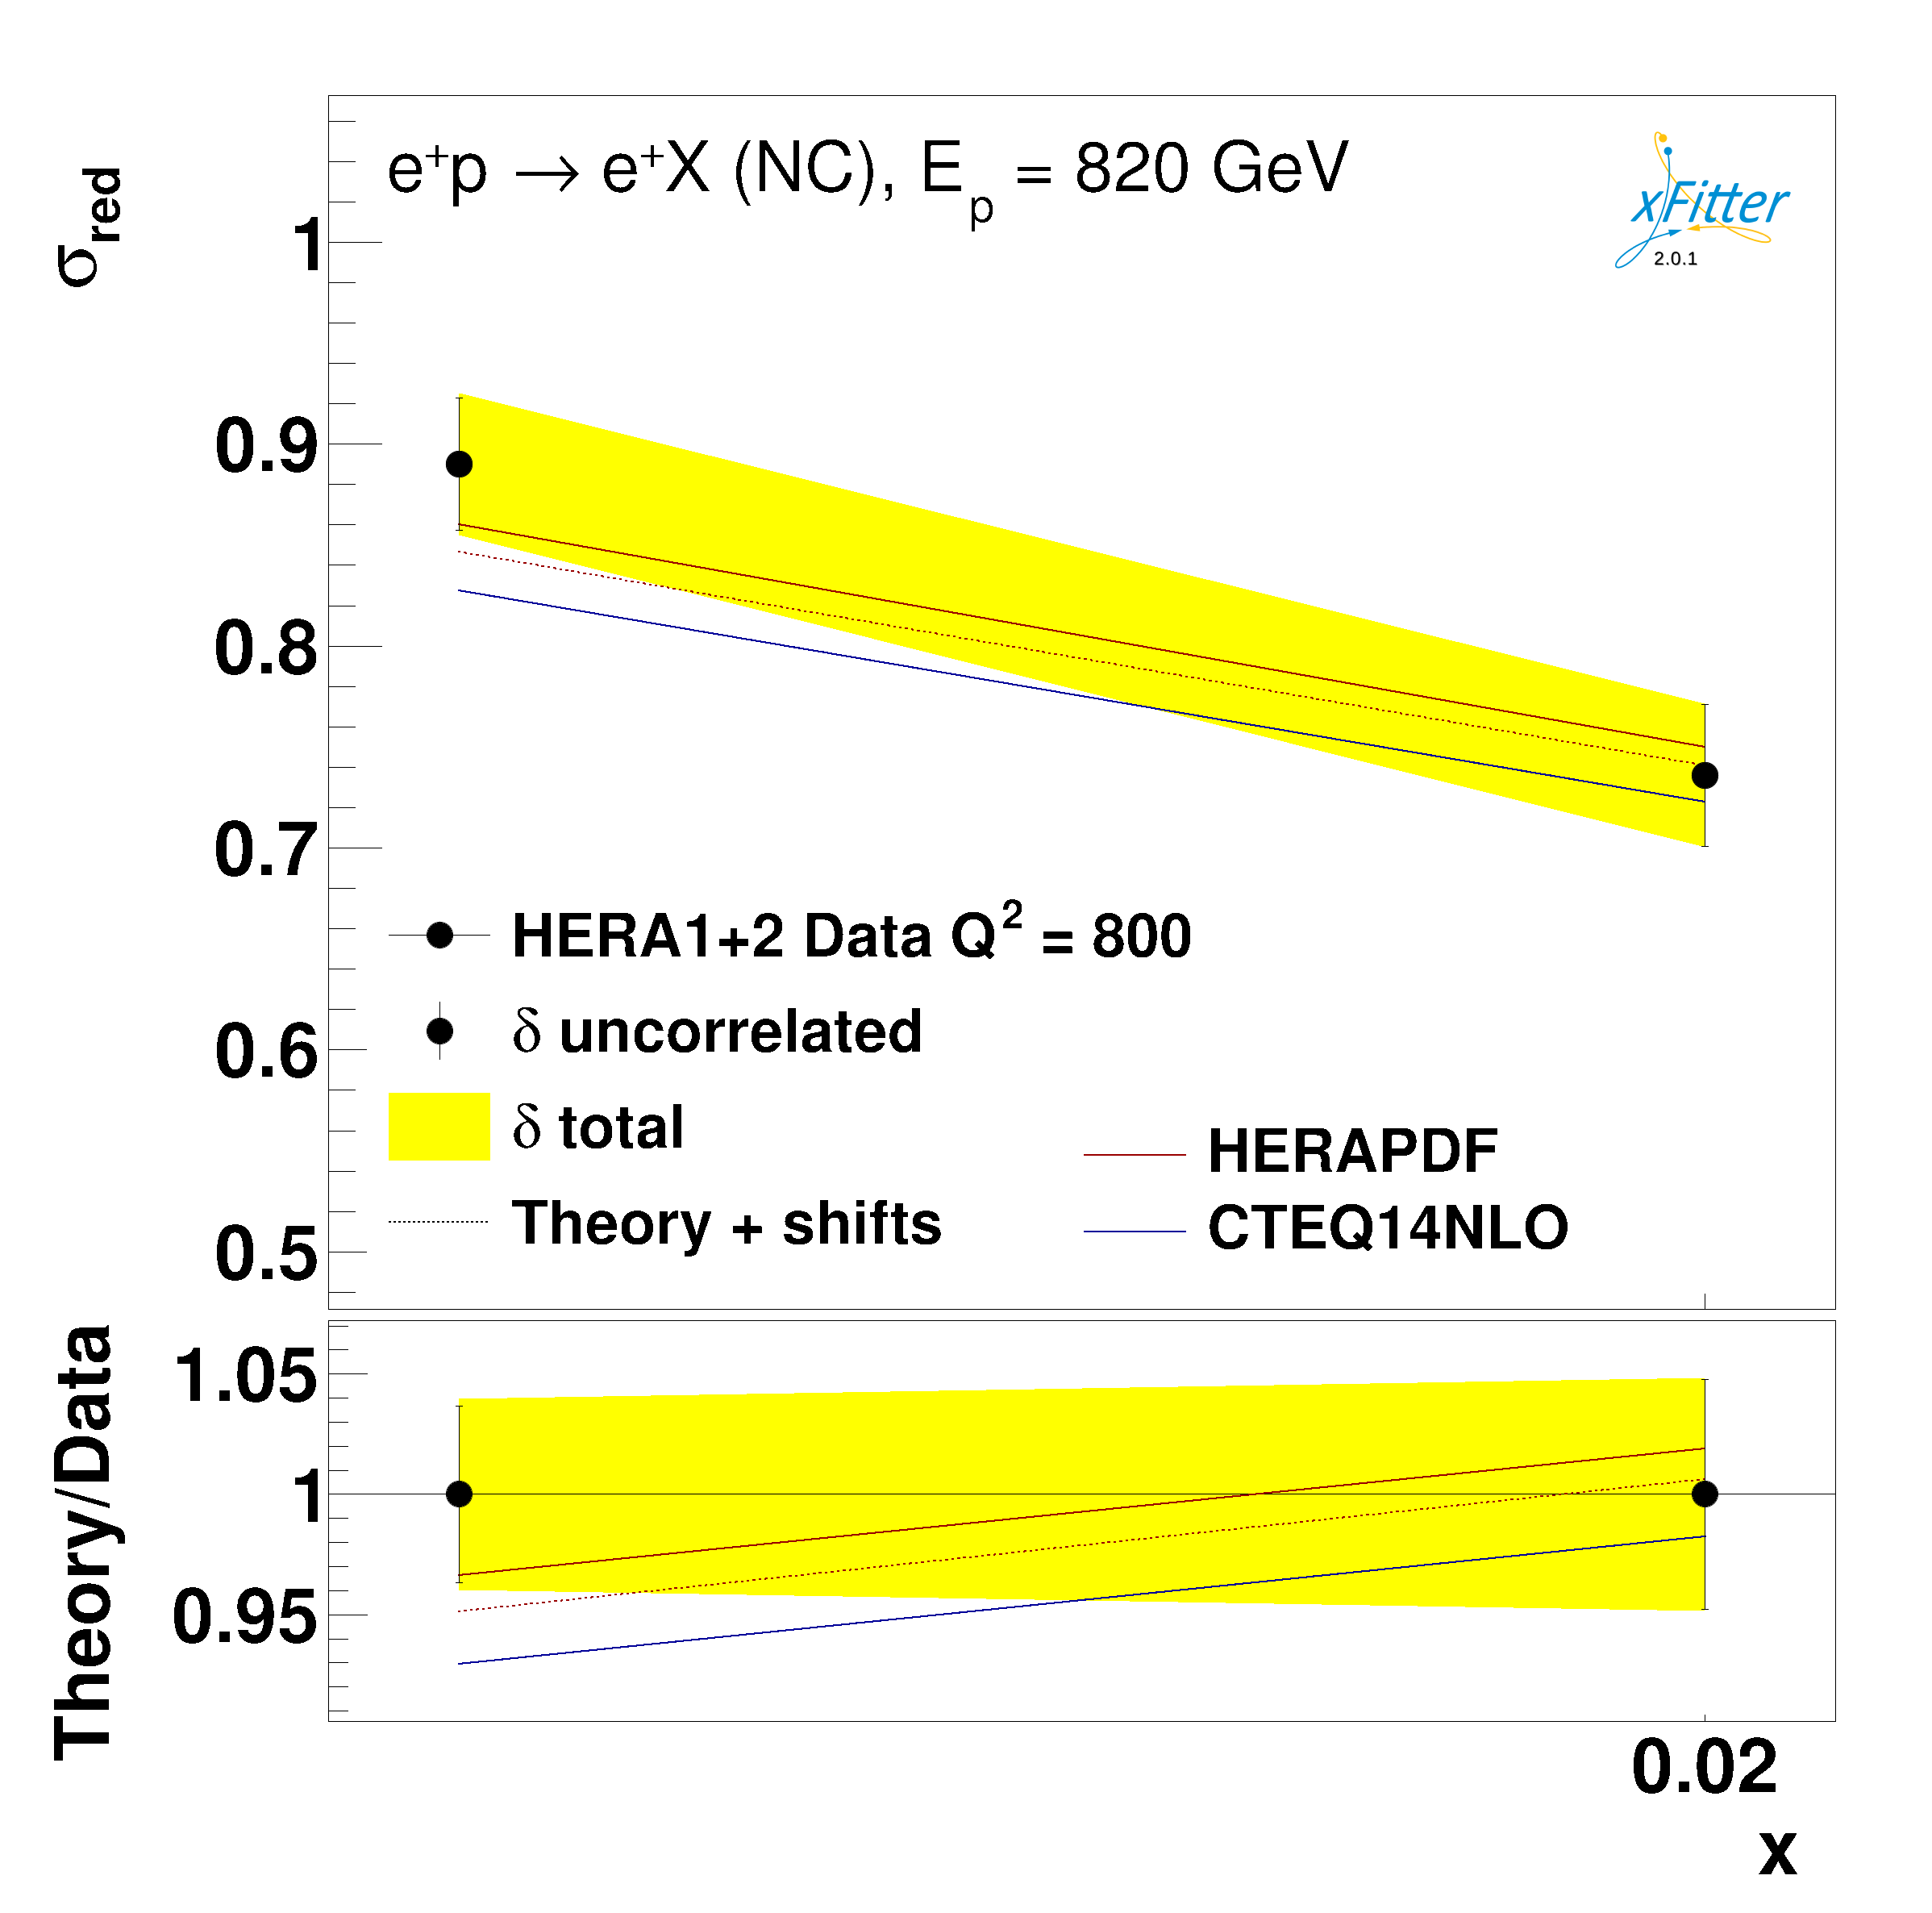 σred
e+p → e+X (NC), Ep = 820 GeV
xFitter
2.0.1
1
0.9
0.8
0.7
0.6
0.5
HERA1+2 Data Q2 = 800
δ uncorrelated
δ total
Theory + shifts
HERAPDF
CTEQ14NLO
Theory/Data
1.05
1
0.95
0.02
x